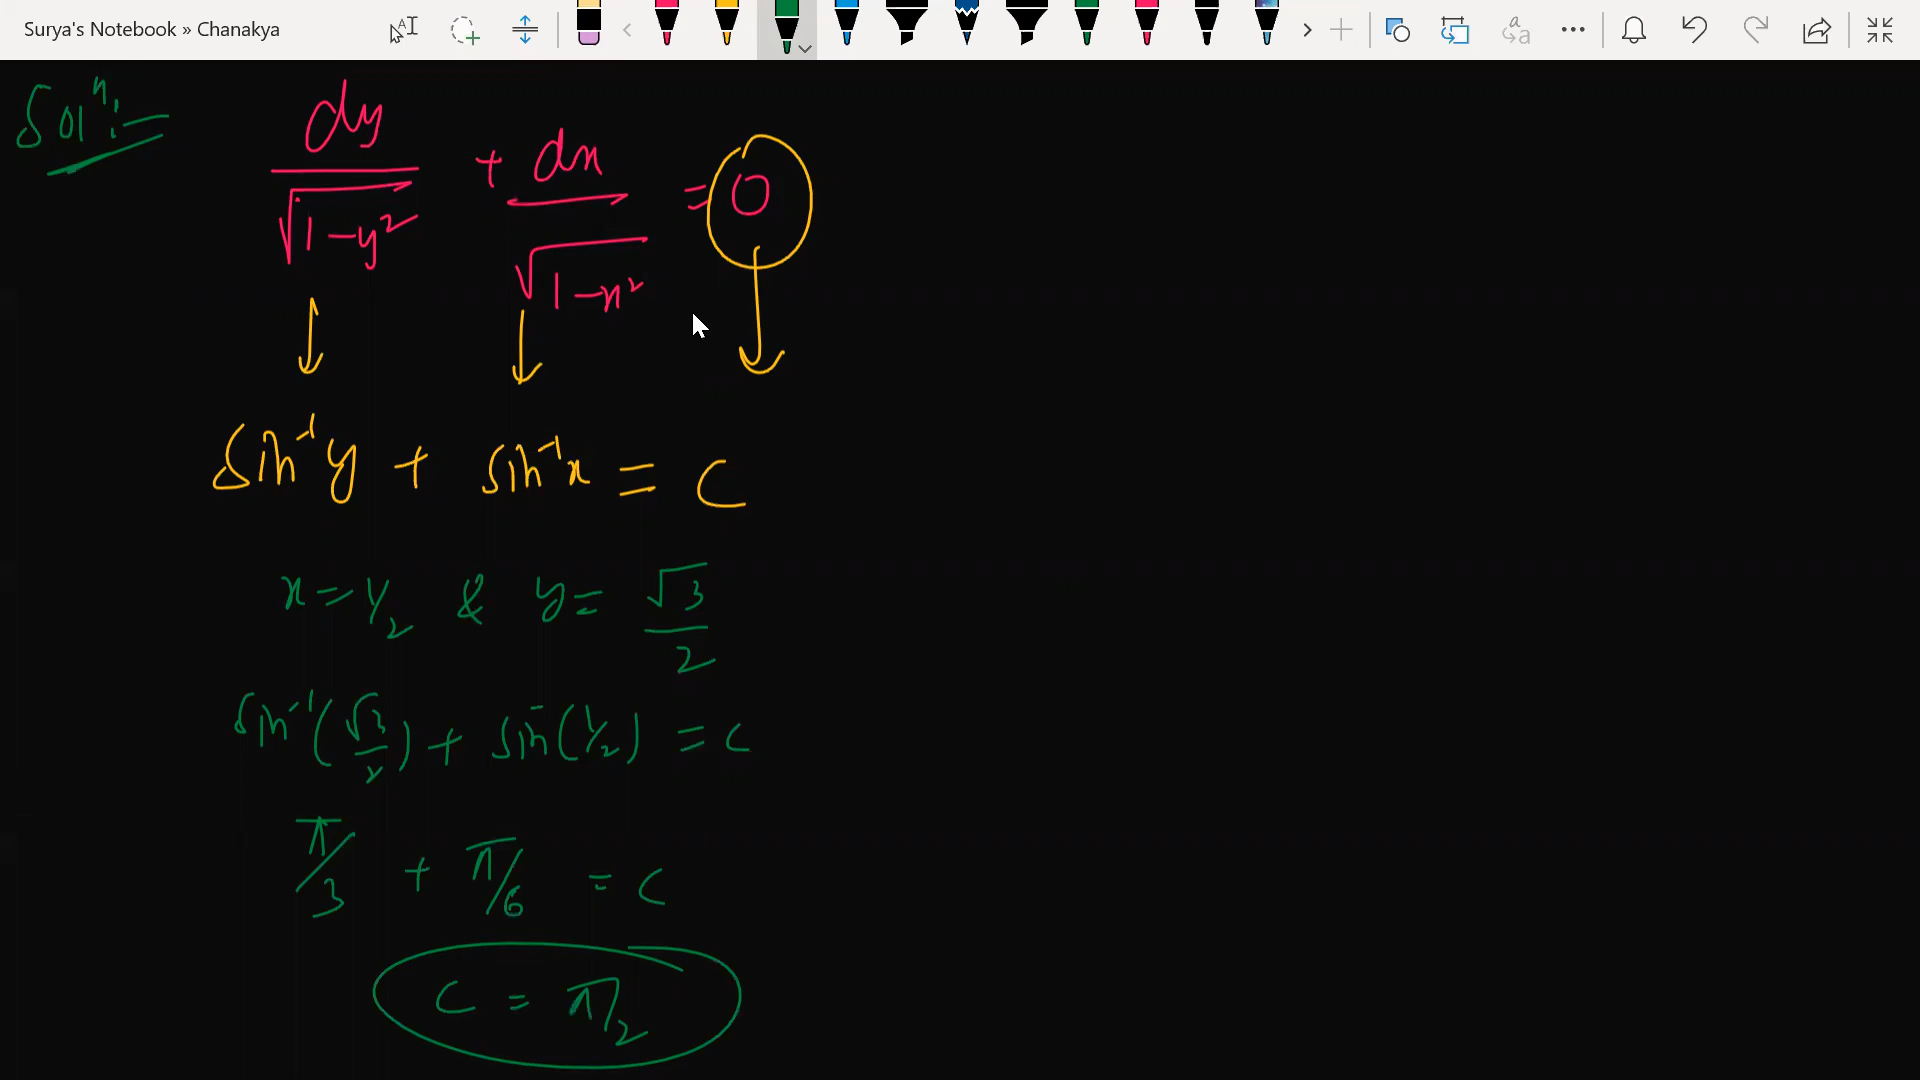 Surya's Notebook » Chanakya
Solⁿ:-
dy/√(1-y²) + dx/√(1-x²) = 0
Sin⁻¹y + sin⁻¹x = C
x = 1/2 & y = √3/2
sin⁻¹(√3/2) + sin⁻(1/2) = C
π/3 + π/6 = C
C = π/2